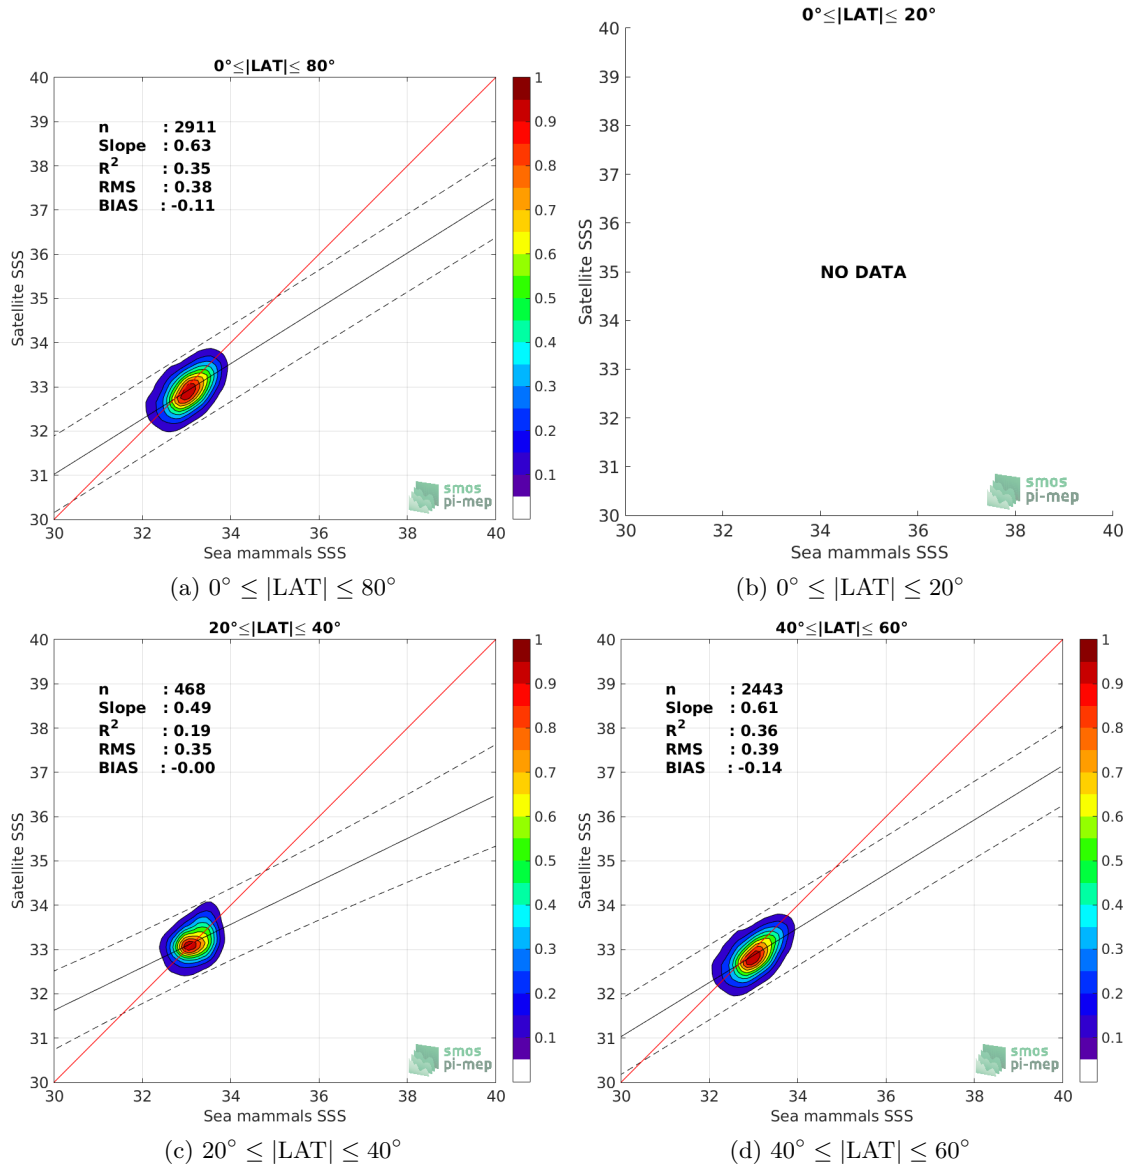 0°≤|LAT|≤ 80°
40
39
38
37
36
35
34
33
32
31
30
n : 2911
Slope : 0.63
R2 : 0.35
RMS : 0.38
BIAS : -0.11
Satellite SSS
30 32 34 36 38 40
Sea mammals SSS
smos
pi-mep
1
0.9
0.8
0.7
0.6
0.5
0.4
0.3
0.2
0.1
(a) 0° ≤ |LAT| ≤ 80°
0°≤|LAT|≤ 20°
40
39
38
37
36
35
34
33
32
31
30
NO DATA
Satellite SSS
30 32 34 36 38 40
Sea mammals SSS
smos
pi-mep
(b) 0° ≤ |LAT| ≤ 20°
20°≤|LAT|≤ 40°
40
39
38
37
36
35
34
33
32
31
30
n : 468
Slope : 0.49
R2 : 0.19
RMS : 0.35
BIAS : -0.00
Satellite SSS
30 32 34 36 38 40
Sea mammals SSS
smos
pi-mep
1
0.9
0.8
0.7
0.6
0.5
0.4
0.3
0.2
0.1
(c) 20° ≤ |LAT| ≤ 40°
40°≤|LAT|≤ 60°
40
39
38
37
36
35
34
33
32
31
30
n : 2443
Slope : 0.61
R2 : 0.36
RMS : 0.39
BIAS : -0.14
Satellite SSS
30 32 34 36 38 40
Sea mammals SSS
smos
pi-mep
1
0.9
0.8
0.7
0.6
0.5
0.4
0.3
0.2
0.1
(d) 40° ≤ |LAT| ≤ 60°